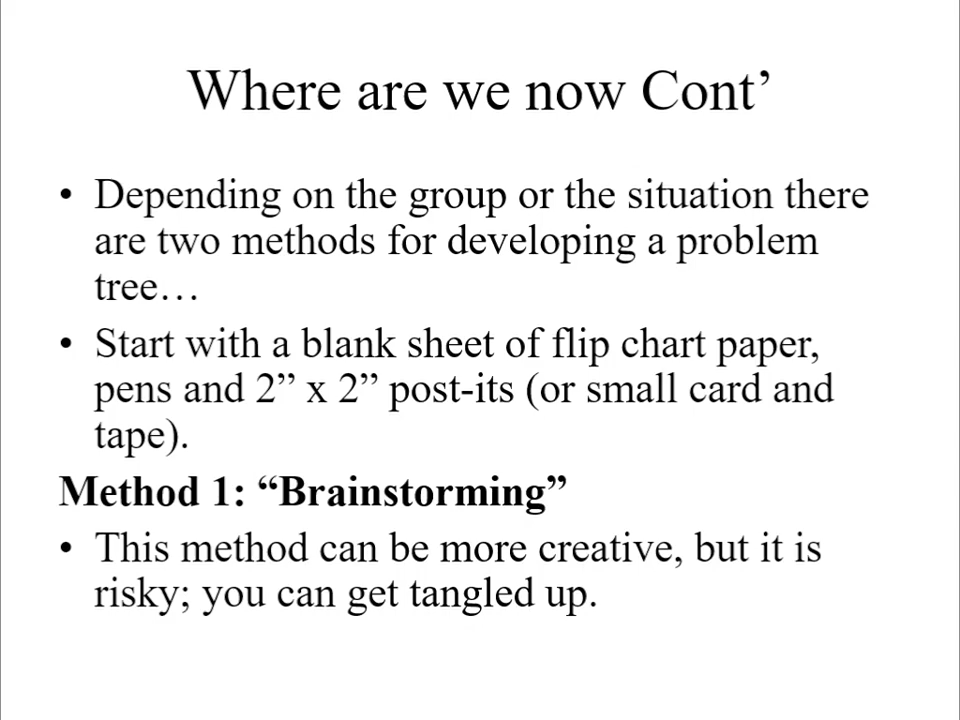 Where are we now Cont’
• Depending on the group or the situation there
are two methods for developing a problem
tree…
• Start with a blank sheet of flip chart paper,
pens and 2” x 2” post-its (or small card and
tape).
Method 1: “Brainstorming”
• This method can be more creative, but it is
risky; you can get tangled up.